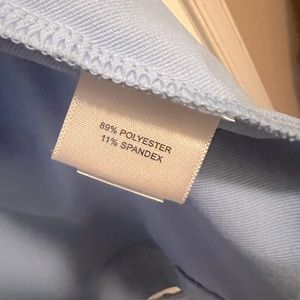 89% POLYESTER
11% SPANDEX